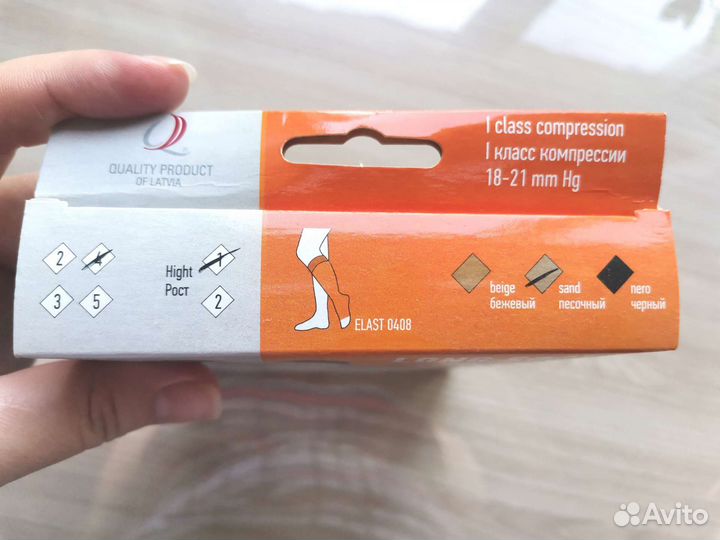 QUALITY PRODUCT
OF LATVIA
I class compression
I класс компрессии
18-21 mm Hg
2 4
3 5
Hight
Рост
1
2
ELAST 0408
beige
бежевый
sand
песочный
nero
черный
Avito